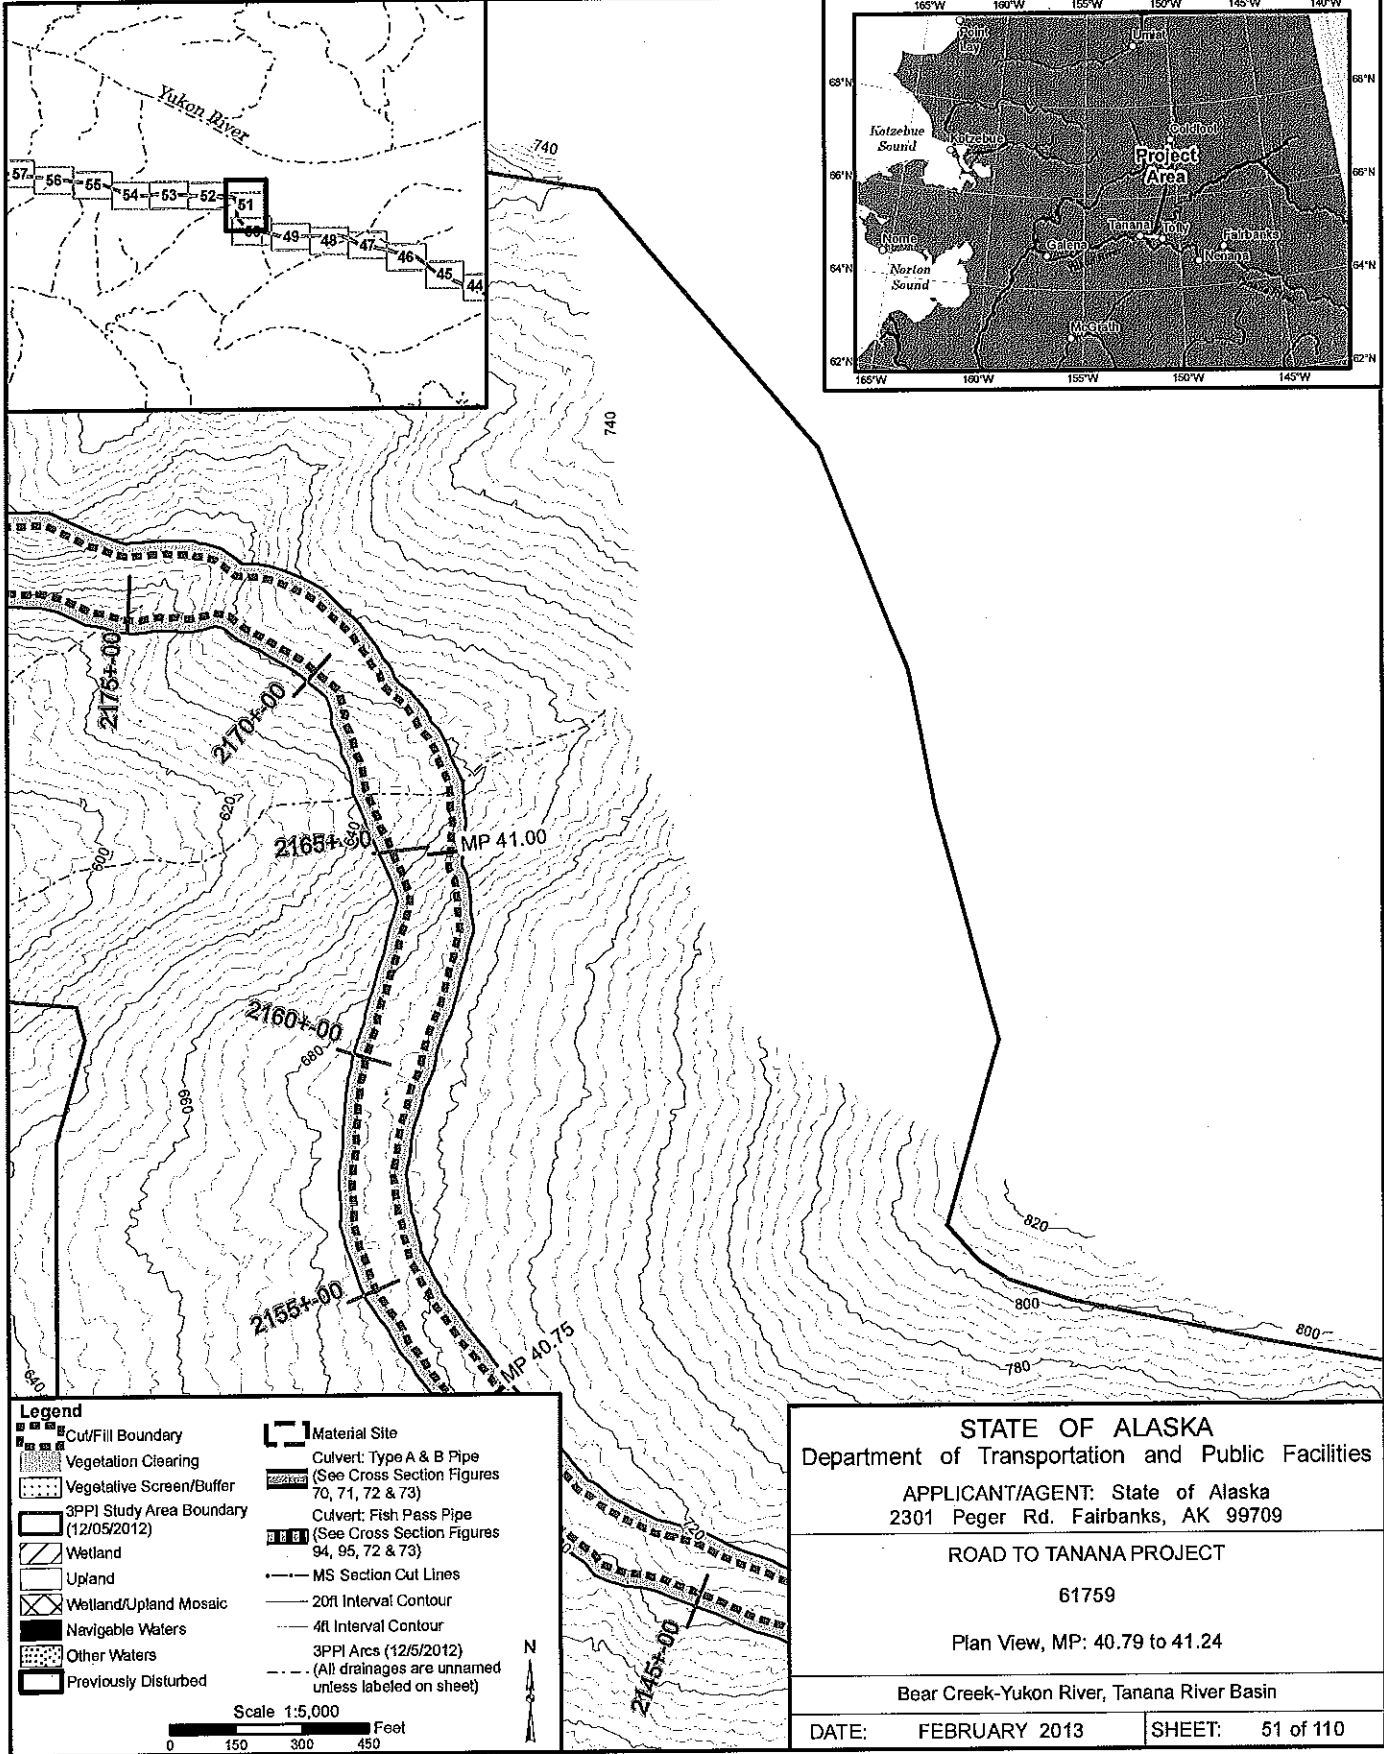 165°W 160°W 155°W 150°W 145°W 140°W
Point
Lay
Umiat
68°N
68°N
Yukon River
Kotzebue
Sound
Kotzebue
Coldfoot
Project
Area
66°N
66°N
57 56 55 54 53 52 51
50 49 48 47 46 45 44
Nome
Galena
Tanana
Tofty
Fairbanks
Nenana
64°N
64°N
Norton
Sound
McGrath
62°N
62°N
165°W 160°W 155°W 150°W 145°W
740
740
2175+00
2170+00
620
600
2165+00
640
MP 41.00
2160+00
680
660
2155+00
MP 40.75
640
820
800
800
780
720
2145+00
Legend
Cut/Fill Boundary
Vegetation Clearing
Vegetative Screen/Buffer
3PPI Study Area Boundary
(12/05/2012)
Wetland
Upland
Wetland/Upland Mosaic
Navigable Waters
Other Waters
Previously Disturbed
Material Site
Culvert: Type A & B Pipe
(See Cross Section Figures
70, 71, 72 & 73)
Culvert: Fish Pass Pipe
(See Cross Section Figures
94, 95, 72 & 73)
MS Section Cut Lines
20ft Interval Contour
4ft Interval Contour
3PPI Arcs (12/5/2012)
(All drainages are unnamed
unless labeled on sheet)
N
Scale 1:5,000
Feet
0 150 300 450
STATE OF ALASKA
Department of Transportation and Public Facilities
APPLICANT/AGENT: State of Alaska
2301 Peger Rd. Fairbanks, AK 99709
ROAD TO TANANA PROJECT
61759
Plan View, MP: 40.79 to 41.24
Bear Creek-Yukon River, Tanana River Basin
DATE: FEBRUARY 2013
SHEET: 51 of 110